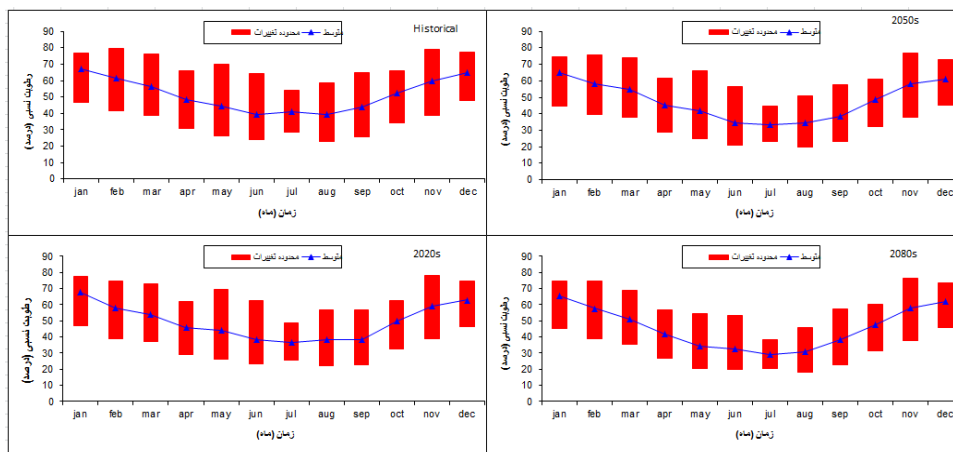 Historical
محدوده تغییرات متوسط
رطوبت نسبی (درصد)
90
80
70
60
50
40
30
20
10
0
jan feb mar apr may jun jul aug sep oct nov dec
زمان (ماه)
2050s
محدوده تغییرات متوسط
رطوبت نسبی (درصد)
90
80
70
60
50
40
30
20
10
0
jan feb mar apr may jun jul aug sep oct nov dec
زمان (ماه)
2020s
محدوده تغییرات متوسط
رطوبت نسبی (درصد)
90
80
70
60
50
40
30
20
10
0
jan feb mar apr may jun jul aug sep oct nov dec
زمان (ماه)
2080s
محدوده تغییرات متوسط
رطوبت نسبی (درصد)
90
80
70
60
50
40
30
20
10
0
jan feb mar apr may jun jul aug sep oct nov dec
زمان (ماه)